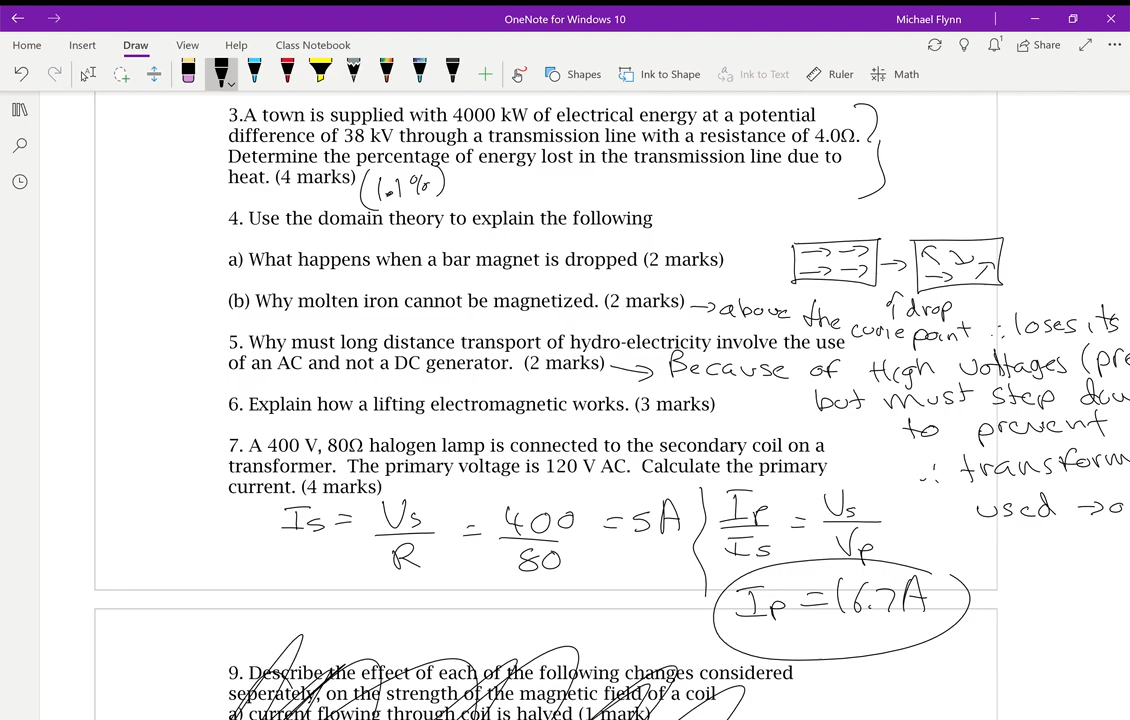 OneNote for Windows 10
Michael Flynn
Home Insert Draw View Help Class Notebook
Share
Shapes Ink to Shape Ink to Text Ruler Math
3.A town is supplied with 4000 kW of electrical energy at a potential
difference of 38 kV through a transmission line with a resistance of 4.0Ω.
Determine the percentage of energy lost in the transmission line due to
heat. (4 marks) (1.1%)
4. Use the domain theory to explain the following
a) What happens when a bar magnet is dropped (2 marks)
drop
(b) Why molten iron cannot be magnetized. (2 marks) → above the curie point ∴ loses its
5. Why must long distance transport of hydro-electricity involve the use
of an AC and not a DC generator. (2 marks) → Because of High voltages (pre
but must step dow
6. Explain how a lifting electromagnetic works. (3 marks)
to prevent
7. A 400 V, 80Ω halogen lamp is connected to the secondary coil on a
transformer. The primary voltage is 120 V AC. Calculate the primary
current. (4 marks)
∴ transform
used → o
Is = Vs/R = 400/80 = 5A
Ip/Is = Vs/Vp
Ip = 16.7A
9. Describe the effect of each of the following changes considered
seperately, on the strength of the magnetic field of a coil
a) current flowing through coil is halved (1 mark)